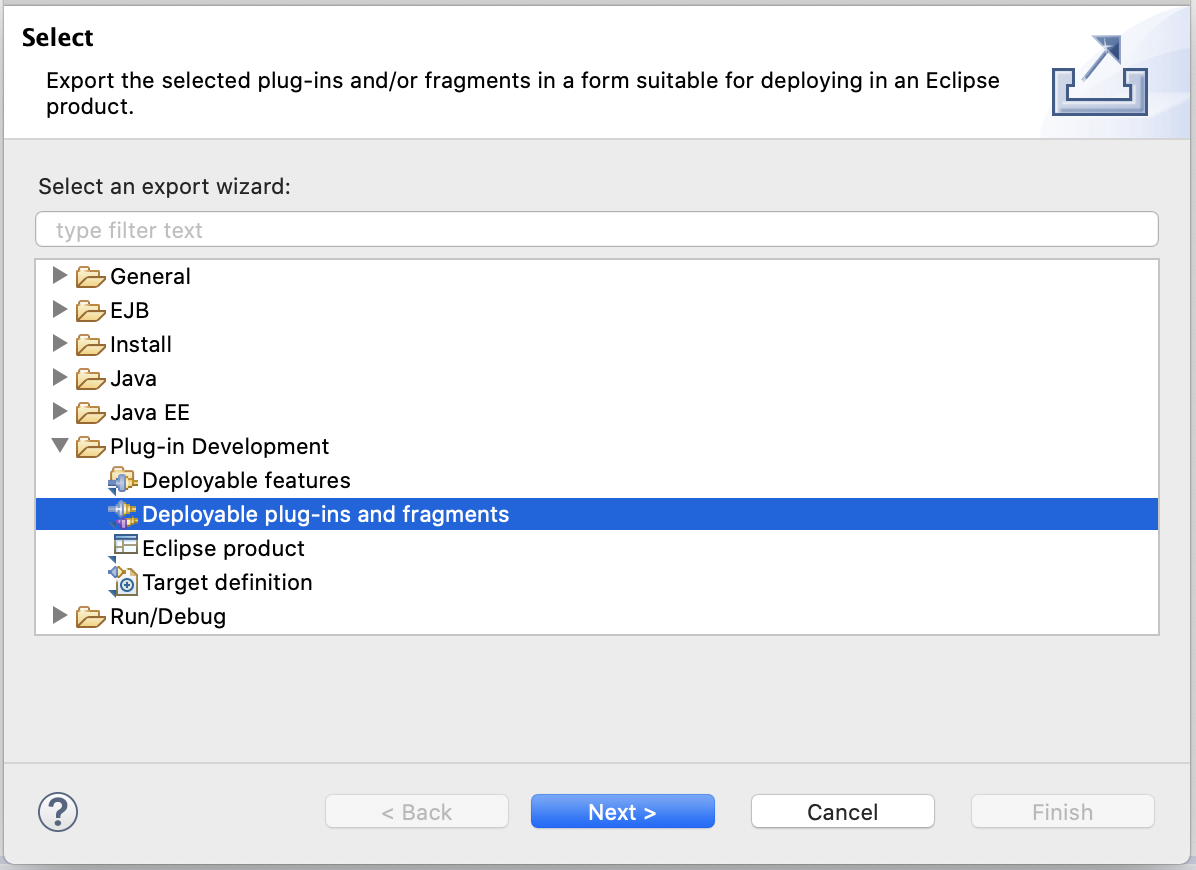 Select
Export the selected plug-ins and/or fragments in a form suitable for deploying in an Eclipse
product.
Select an export wizard:
type filter text
General
EJB
Install
Java
Java EE
Plug-in Development
Deployable features
Deployable plug-ins and fragments
Eclipse product
Target definition
Run/Debug
? < Back Next > Cancel Finish